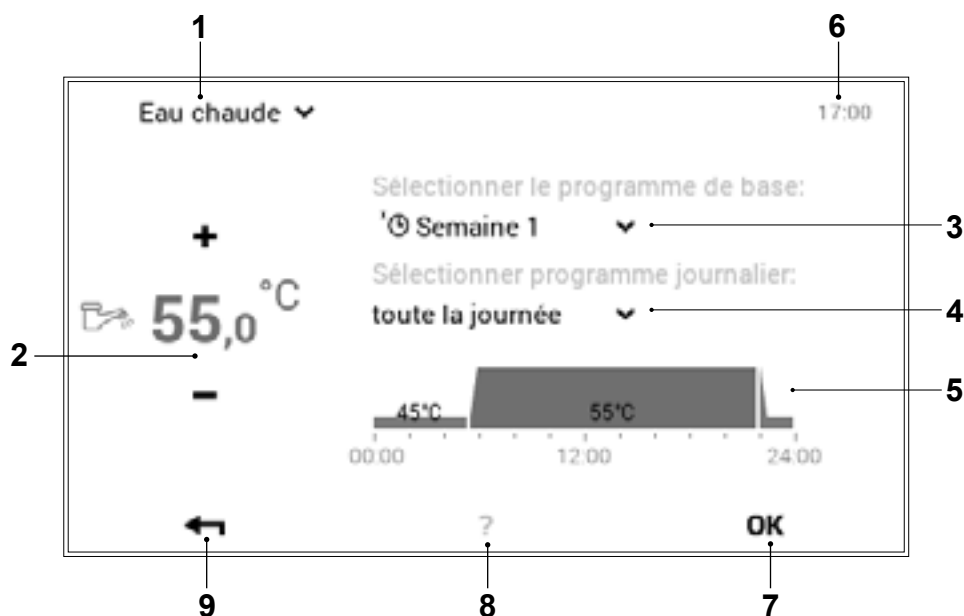 1
6
Eau chaude
17:00
Sélectionner le programme de base:
Semaine 1
3
+
Sélectionner programme journalier:
55,0 °C
toute la journée
4
2
−
45°C
55°C
5
00:00
12:00
24:00
?
OK
9
8
7